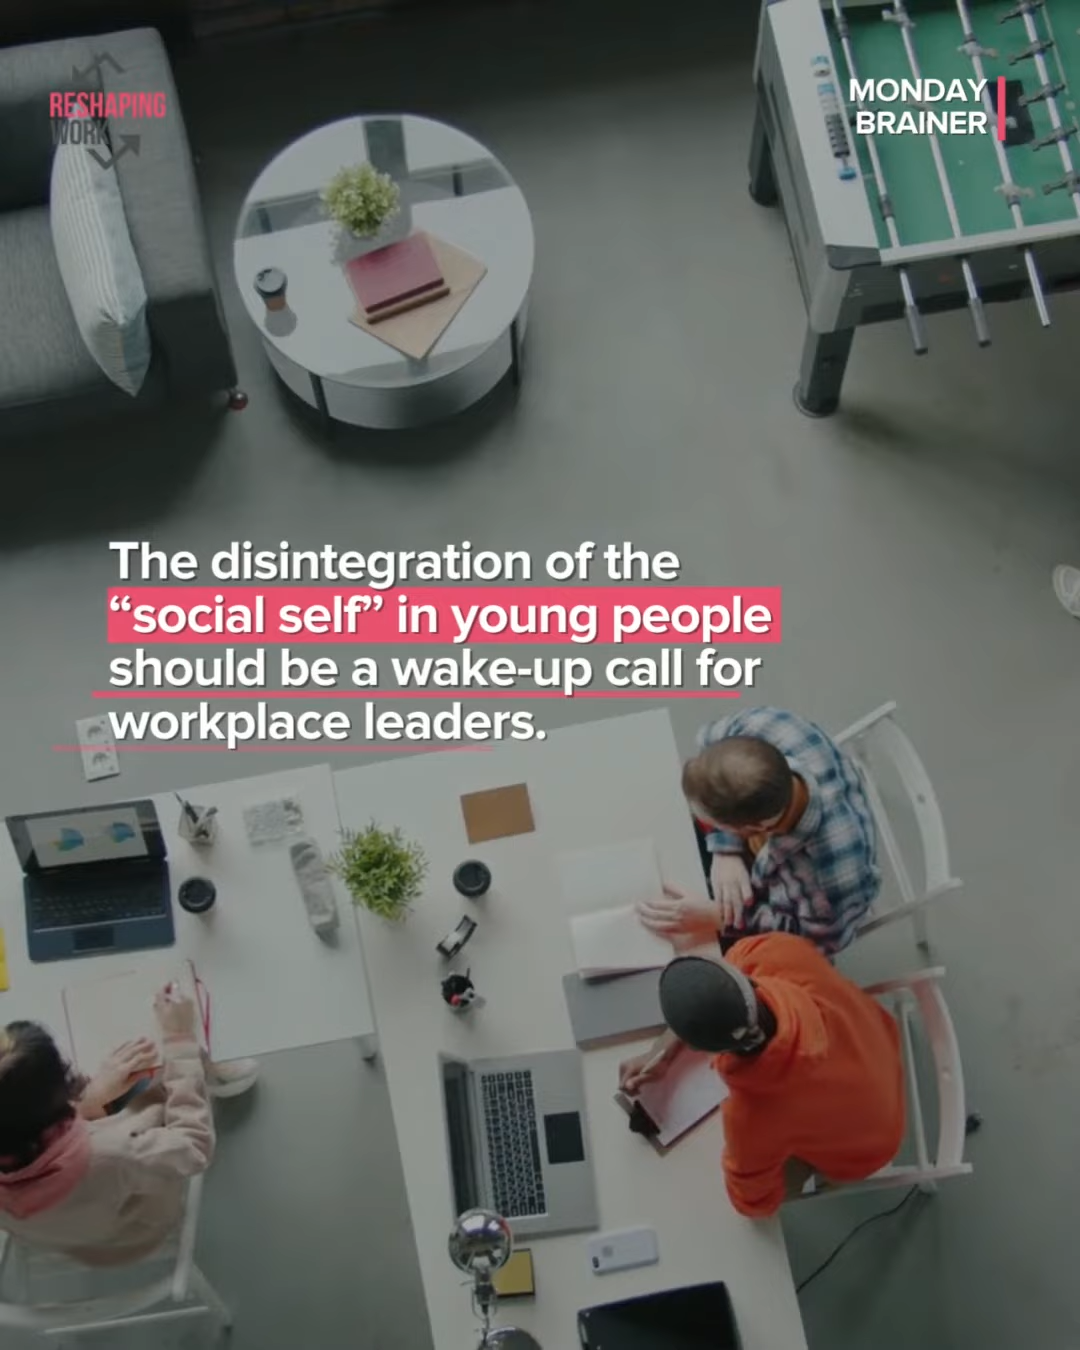 RESHAPING
WORK
MONDAY
BRAINER
The disintegration of the
“social self” in young people
should be a wake-up call for
workplace leaders.